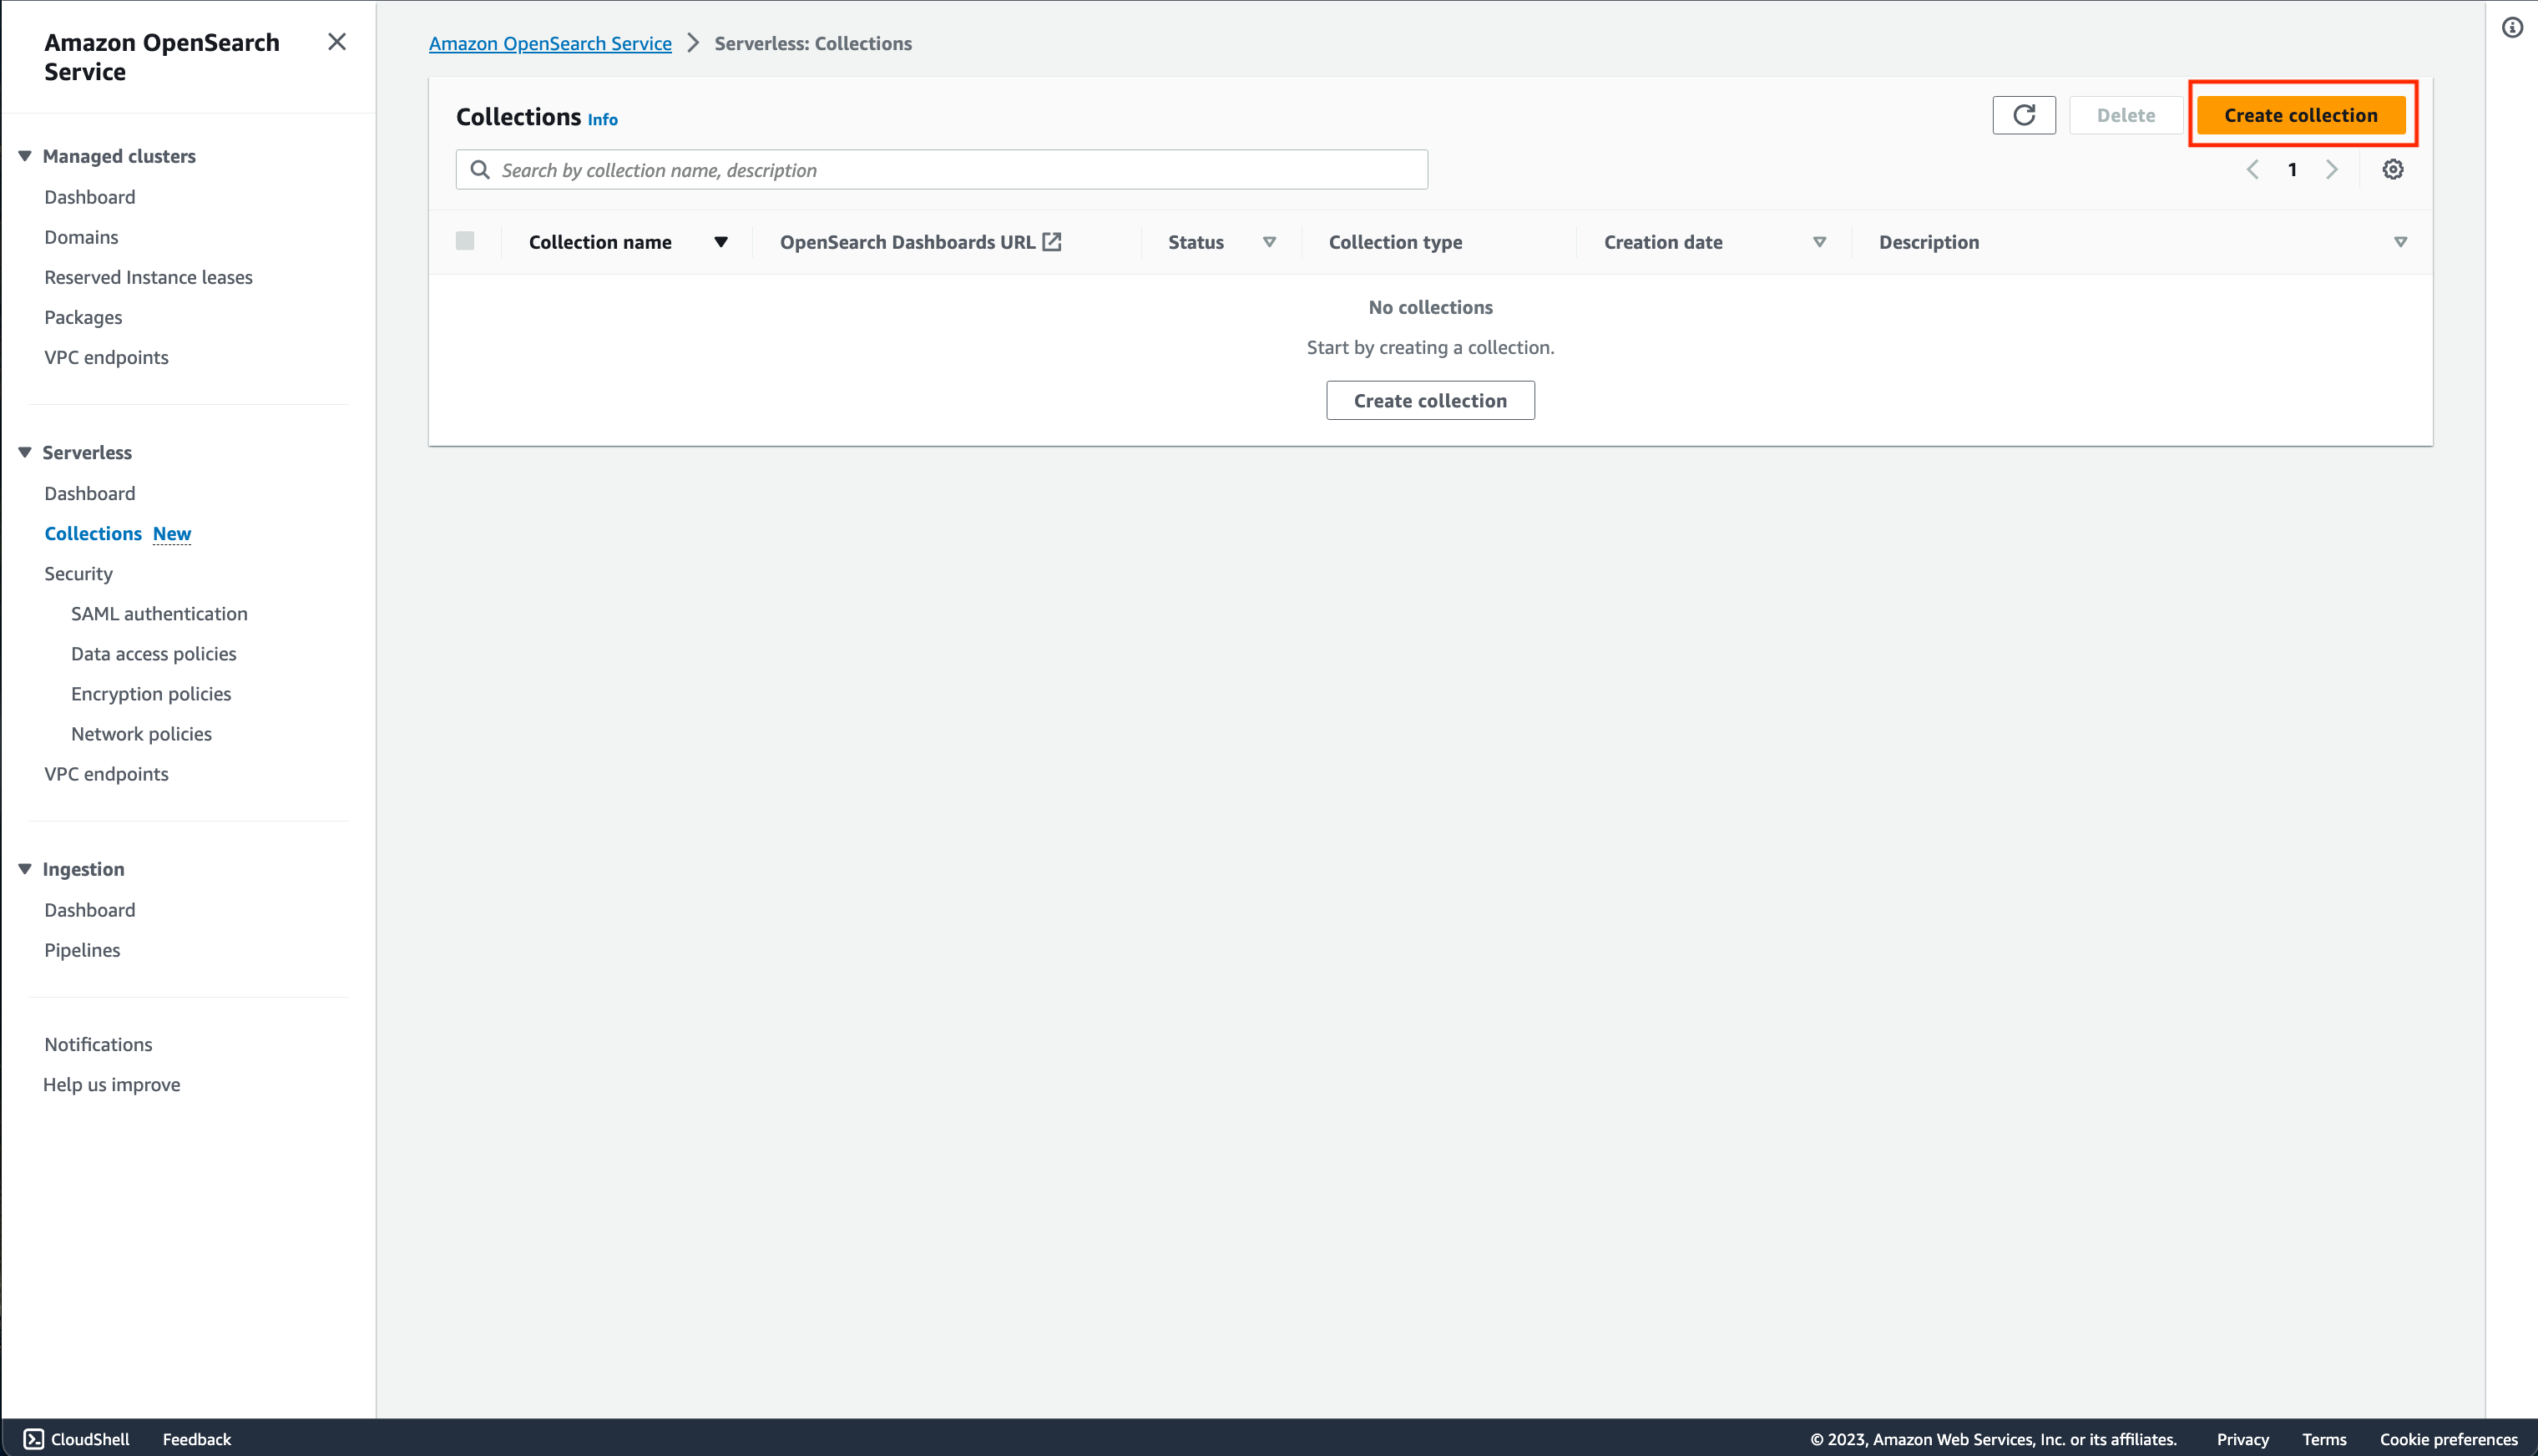 Amazon OpenSearch
Service
Managed clusters
Dashboard
Domains
Reserved Instance leases
Packages
VPC endpoints
Serverless
Dashboard
Collections New
Security
SAML authentication
Data access policies
Encryption policies
Network policies
VPC endpoints
Ingestion
Dashboard
Pipelines
Notifications
Help us improve
Amazon OpenSearch Service > Serverless: Collections
Collections Info
Delete
Create collection
Search by collection name, description
1
Collection name OpenSearch Dashboards URL Status Collection type Creation date Description
No collections
Start by creating a collection.
Create collection
CloudShell Feedback © 2023, Amazon Web Services, Inc. or its affiliates. Privacy Terms Cookie preferences